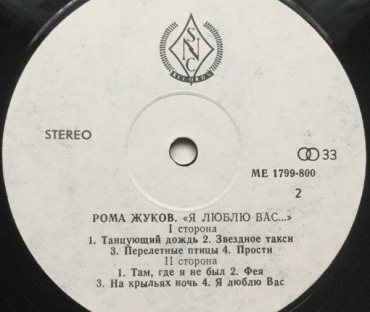 SNC
RECORDS
STEREO
33
ME 1799-800
2
РОМА ЖУКОВ. «Я ЛЮБЛЮ ВАС...»
I сторона
1. Танцующий дождь 2. Звездное такси
3. Перелетные птицы 4. Прости
II сторона
1. Там, где я не был 2. Фея
3. На крыльях ночь 4. Я люблю Вас